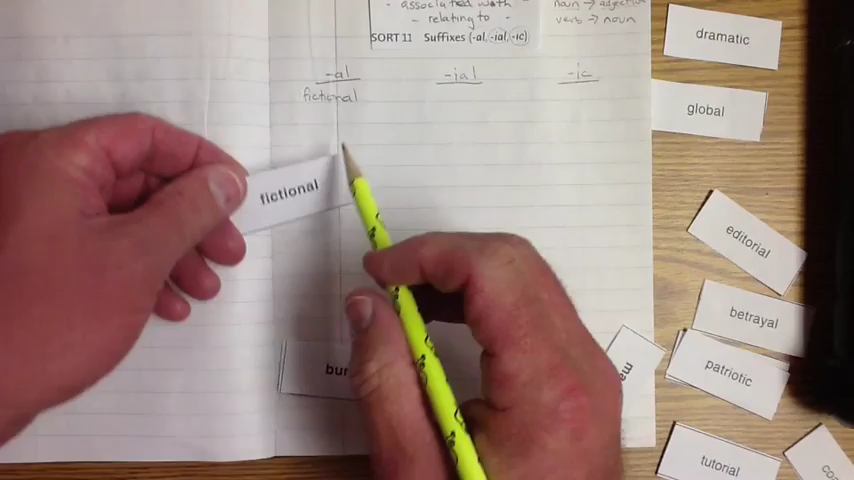 - associated with
- relating to -
noun → adjective
verb → noun
SORT 11 Suffixes (-al, -ial, -ic)
-al
-ial
-ic
fictional
fictional
dramatic
global
editorial
betrayal
patriotic
tutorial